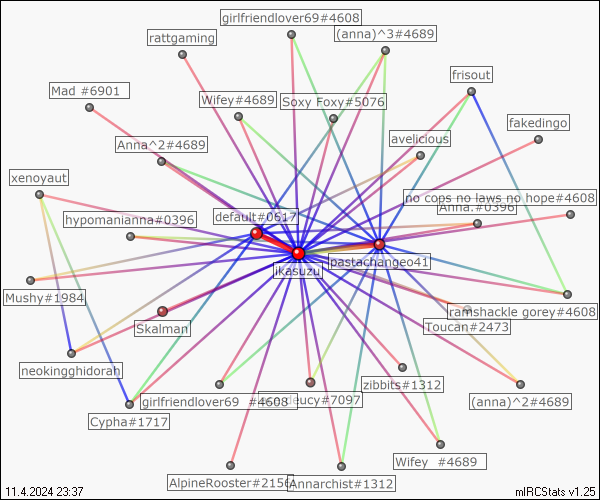 girlfriendlover69#4608
(anna)^3#4689
rattgaming
frisout
Mad #6901
Wifey#4689
Soxy Foxy#5076
fakedingo
Anna^2#4689
avelicious
xenoyaut
no cops no laws no hope#4608
Anna.#0396
hypomanianna#0396
default#0617
pastachangeo41
ikasuzu
Mushy#1984
ramshackle gorey#4608
Toucan#2473
Skalman
neokingghidorah
zibbits#1312
girlfriendlover69 #4608
deucy#7097
(anna)^2#4689
Cypha#1717
Wifey #4689
AlpineRooster#2156
Annarchist#1312
11.4.2024 23:37
mIRCStats v1.25